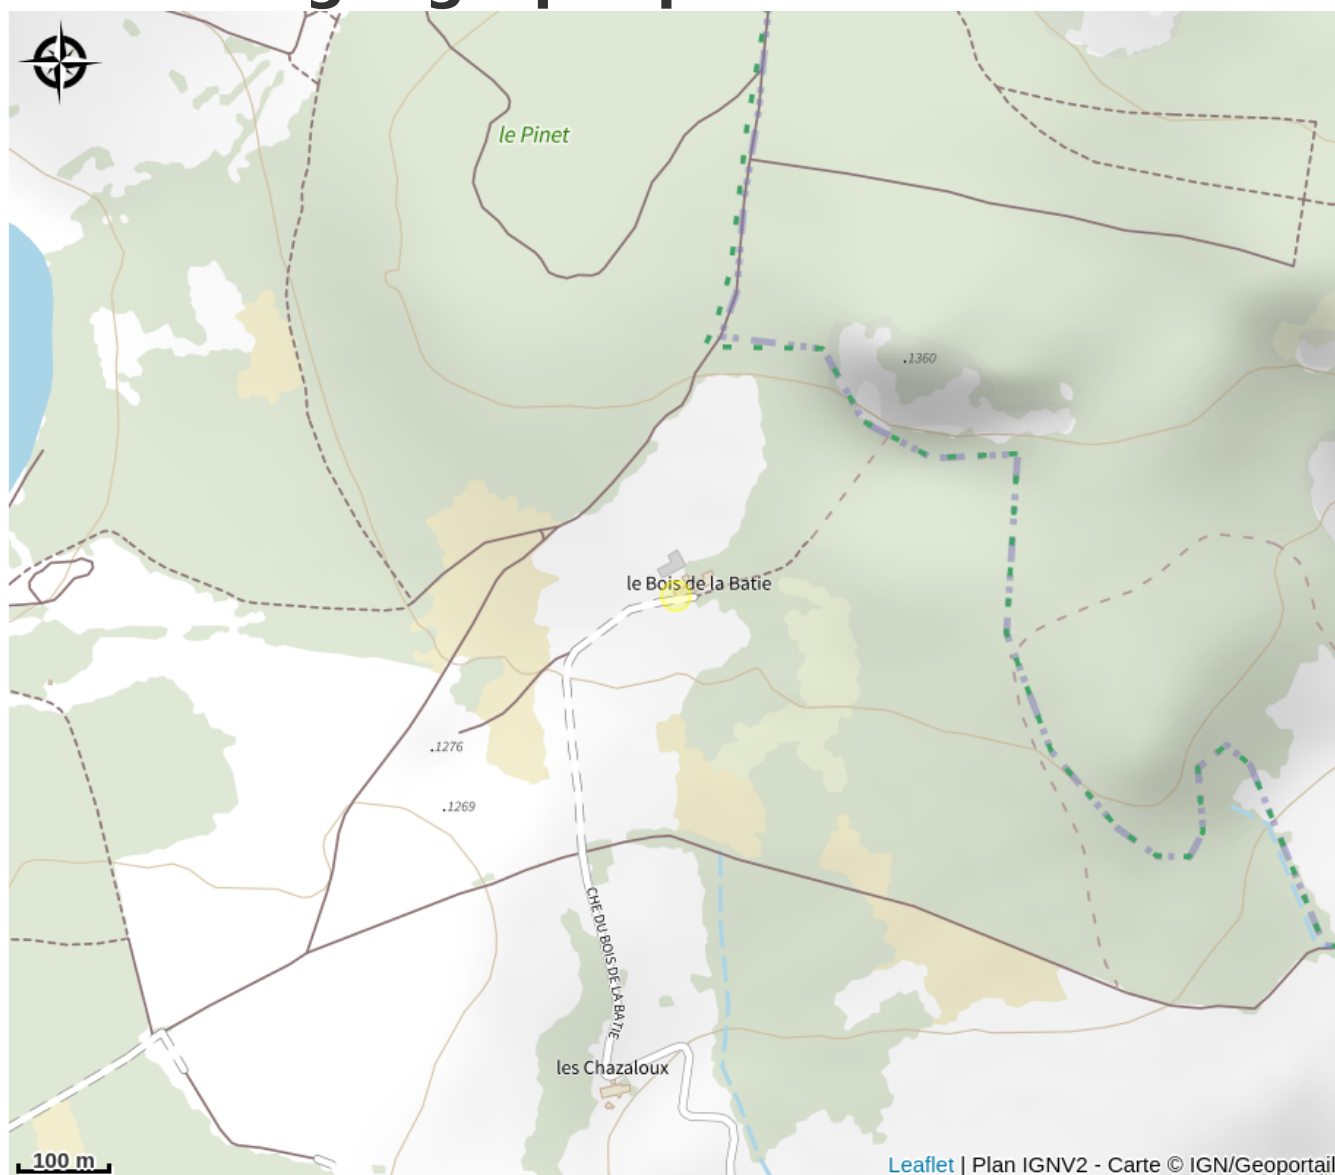 le Pinet
.1360
le Bois de la Batie
.1276
.1269
CHE DU BOIS DE LA BATIE
les Chazaloux
100 m
Leaflet | Plan IGNV2 - Carte © IGN/Geoportail